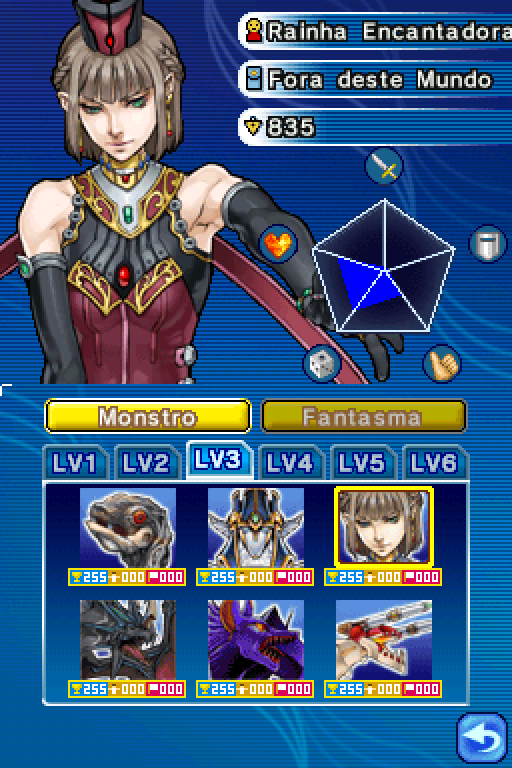 Rainha Encantadora
Fora deste Mundo
835
Monstro Fantasma
LV1 LV2 LV3 LV4 LV5 LV6
255 000 000 255 000 000 255 000 000
255 000 000 255 000 000 255 000 000